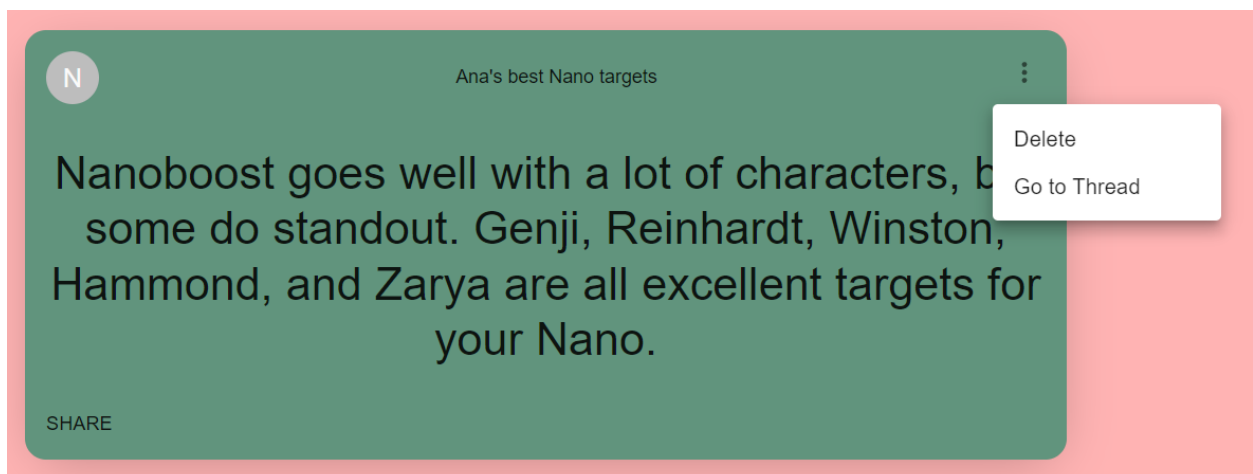 N
Ana's best Nano targets
Delete
Go to Thread
Nanoboost goes well with a lot of characters,
some do standout. Genji, Reinhardt, Winston,
Hammond, and Zarya are all excellent targets for
your Nano.
SHARE